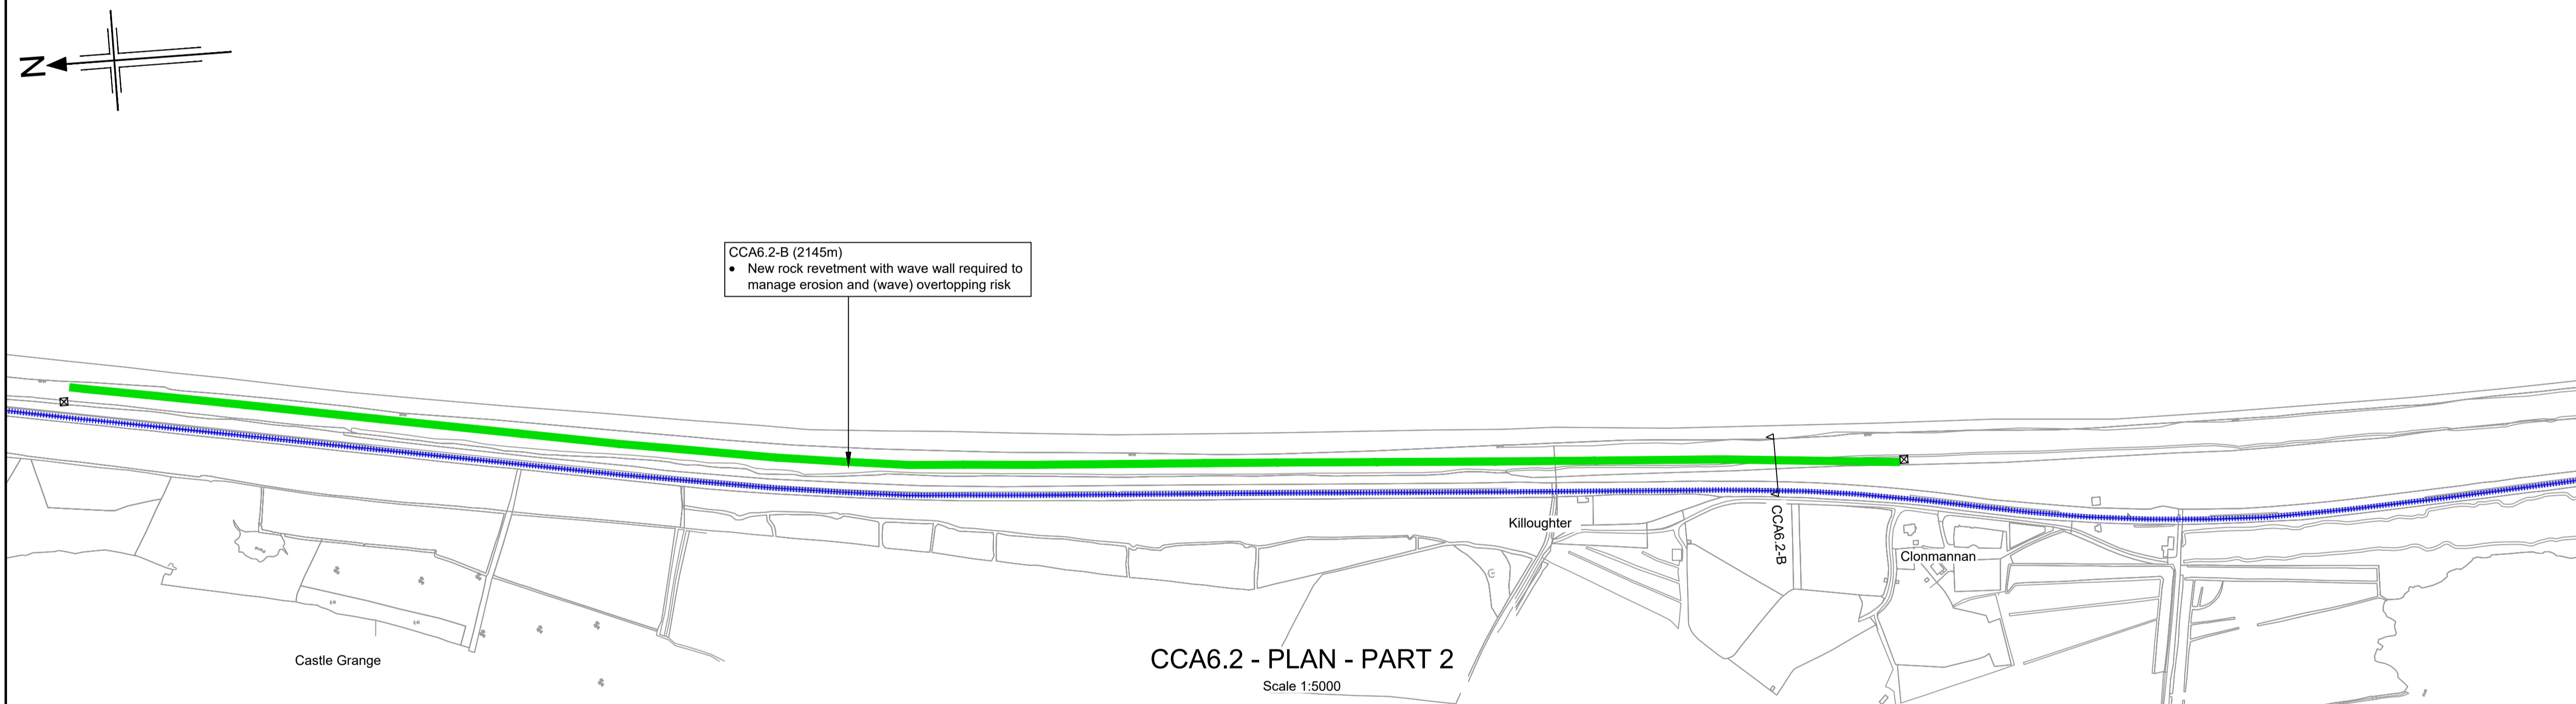 N
CCA6.2-B (2145m)
• New rock revetment with wave wall required to
manage erosion and (wave) overtopping risk
Killoughter
CCA6.2-B
Clonmannan
Castle Grange
CCA6.2 - PLAN - PART 2
Scale 1:5000